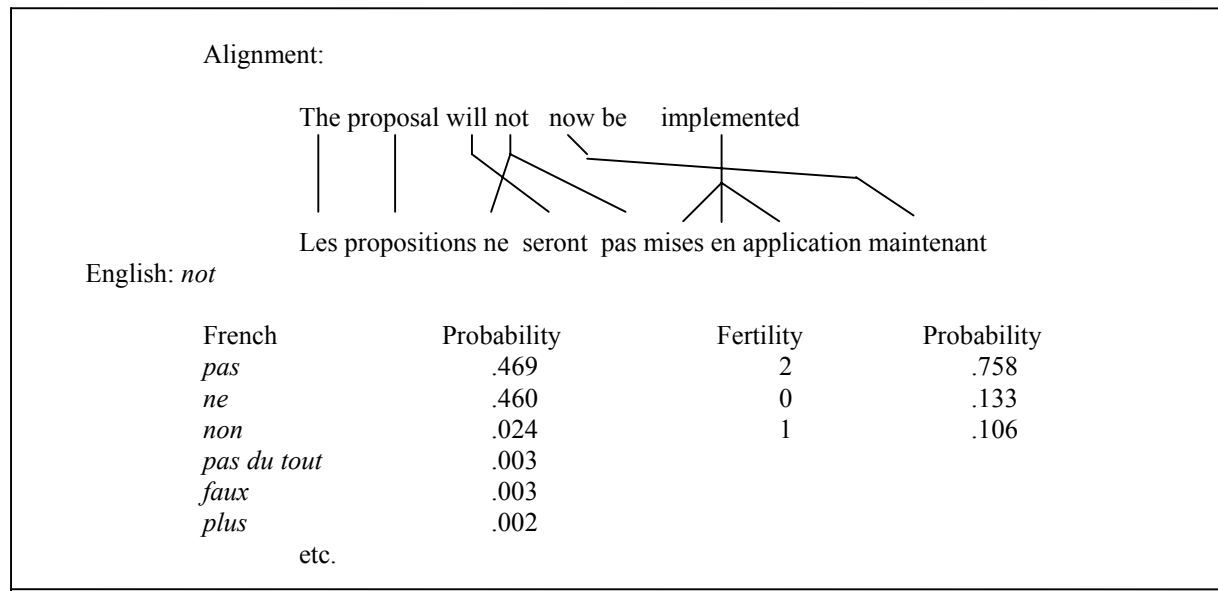 Alignment:
The proposal will not now be implemented
Les propositions ne seront pas mises en application maintenant
English: not
French Probability Fertility Probability
pas .469 2 .758
ne .460 0 .133
non .024 1 .106
pas du tout .003
faux .003
plus .002
etc.